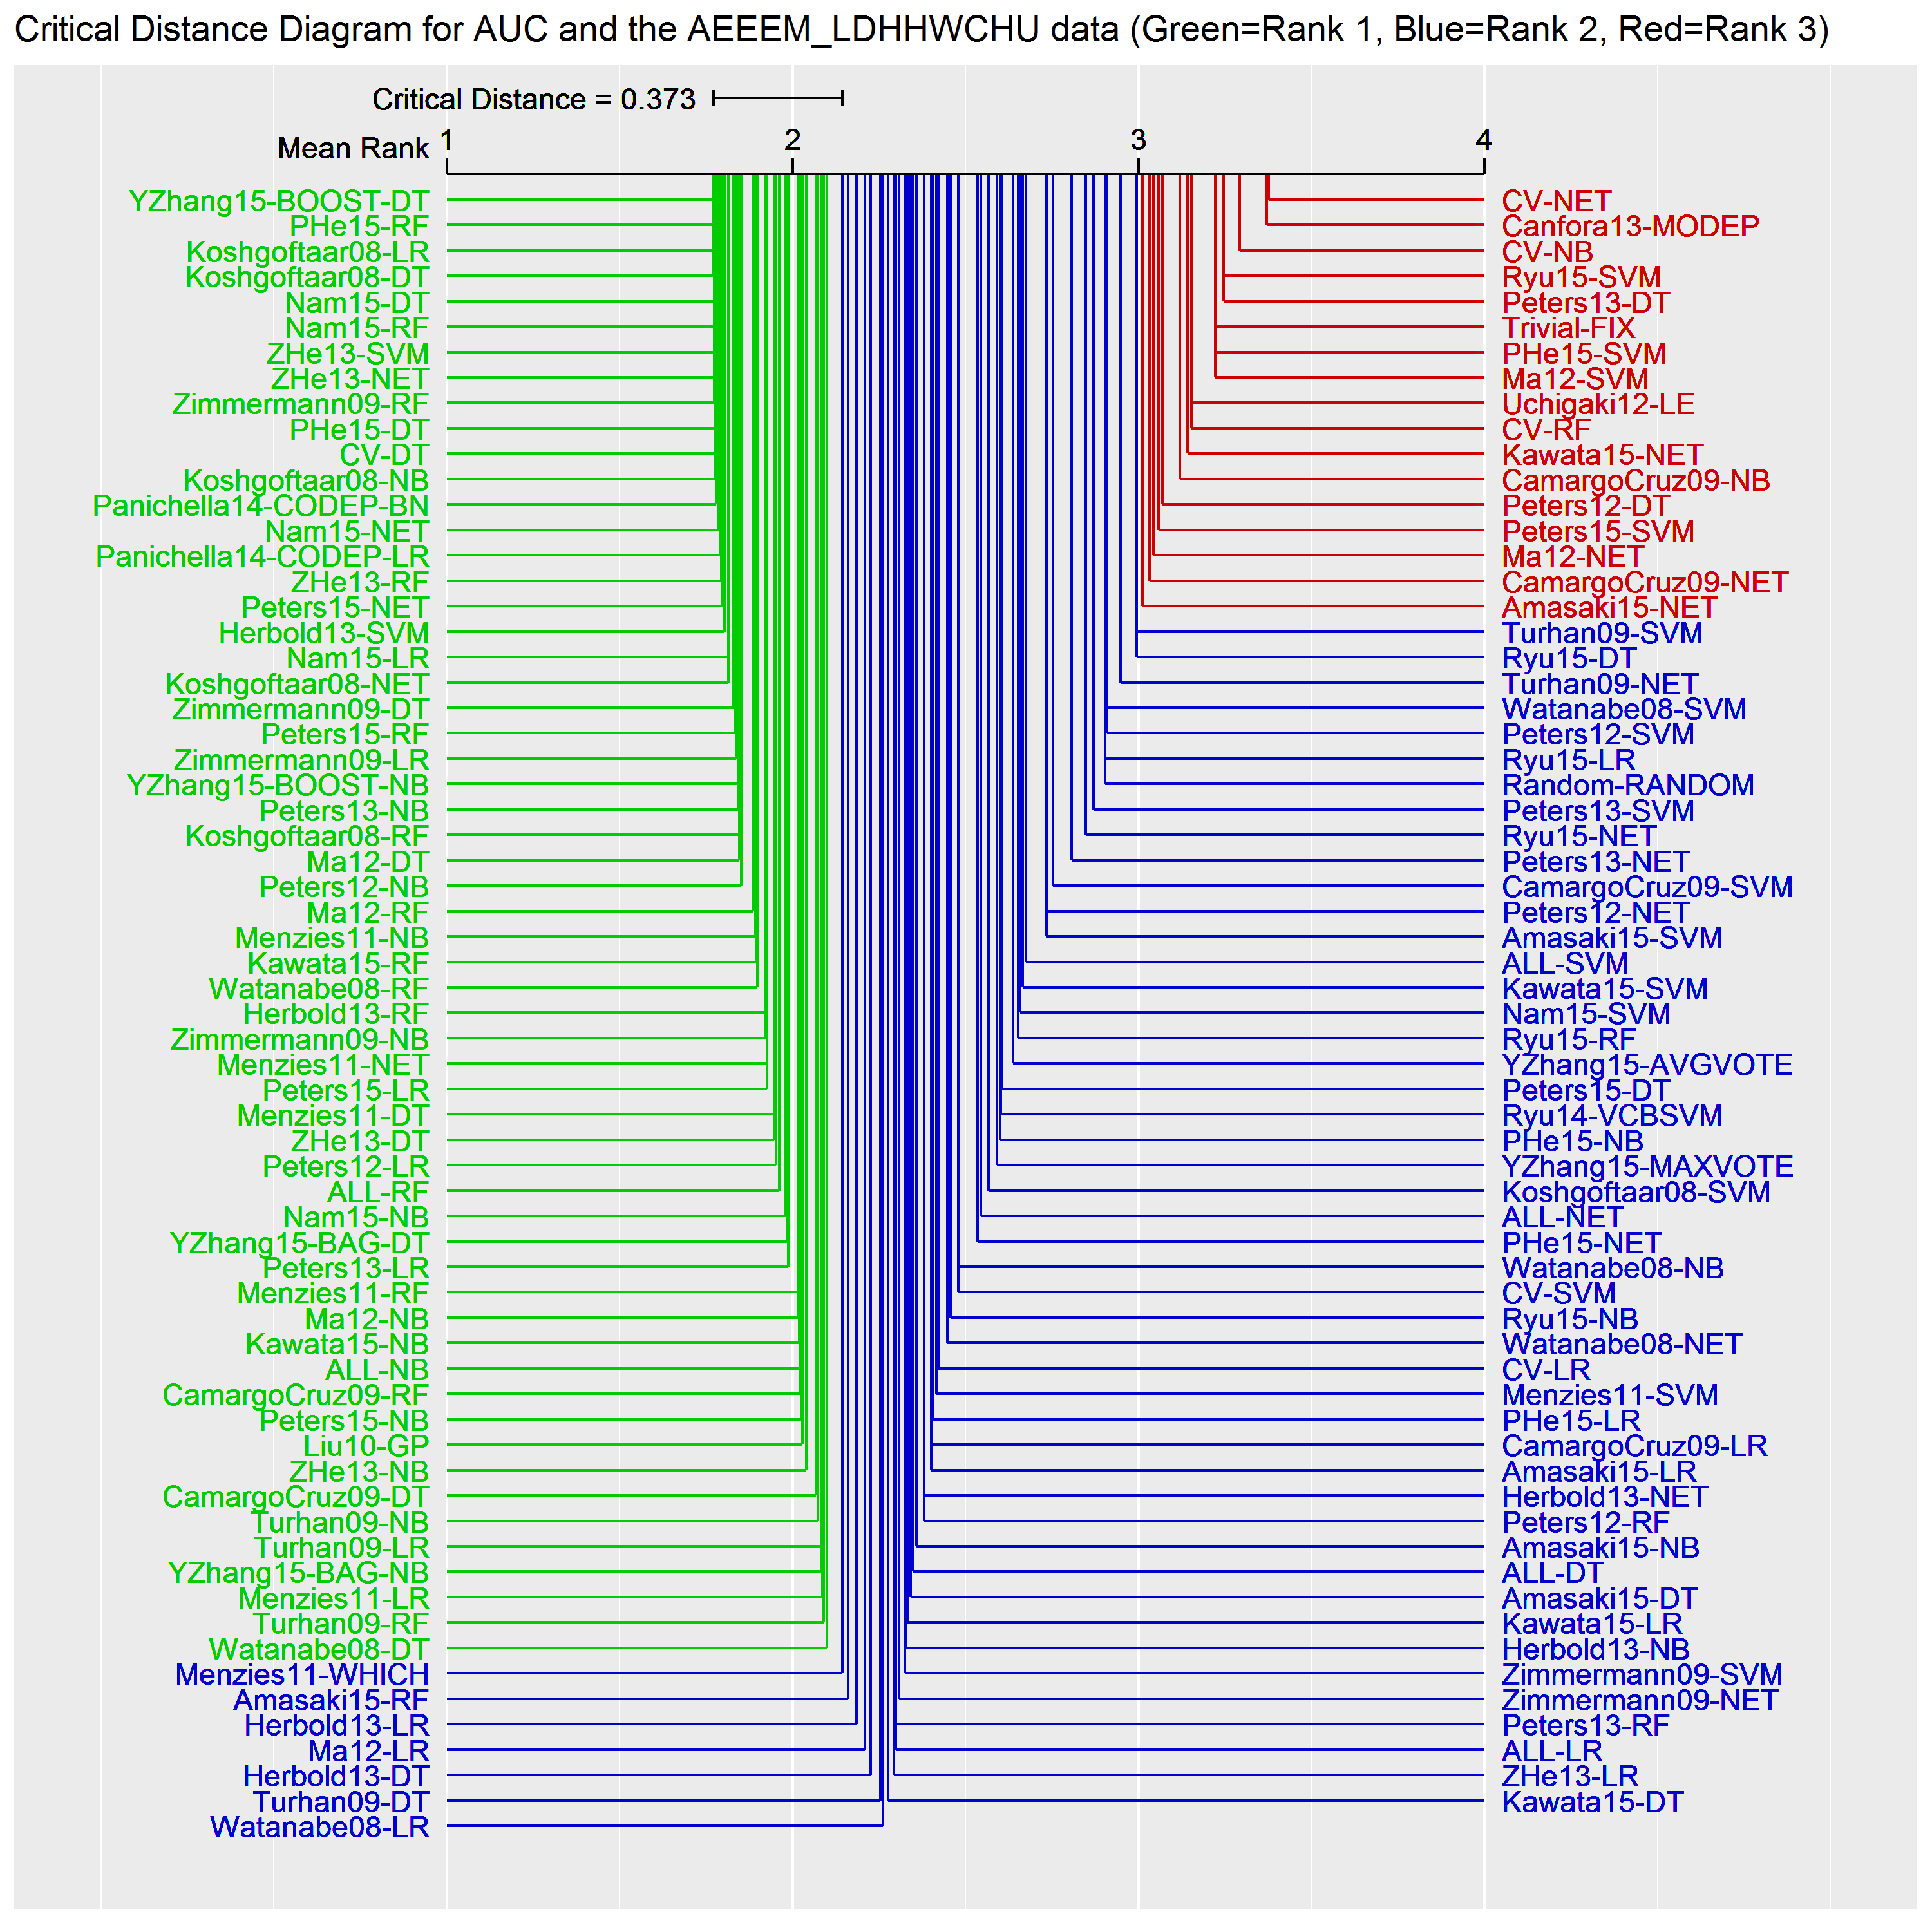 Critical Distance Diagram for AUC and the AEEEM_LDHHWCHU data (Green=Rank 1, Blue=Rank 2, Red=Rank 3)
Critical Distance = 0.373
Mean Rank
1 2 3 4
YZhang15-BOOST-DT
PHe15-RF
Koshgoftaar08-LR
Koshgoftaar08-DT
Nam15-DT
Nam15-RF
ZHe13-SVM
ZHe13-NET
Zimmermann09-RF
PHe15-DT
CV-DT
Koshgoftaar08-NB
Panichella14-CODEP-BN
Nam15-NET
Panichella14-CODEP-LR
ZHe13-RF
Peters15-NET
Herbold13-SVM
Nam15-LR
Koshgoftaar08-NET
Zimmermann09-DT
Peters15-RF
Zimmermann09-LR
YZhang15-BOOST-NB
Peters13-NB
Koshgoftaar08-RF
Ma12-DT
Peters12-NB
Ma12-RF
Menzies11-NB
Kawata15-RF
Watanabe08-RF
Herbold13-RF
Zimmermann09-NB
Menzies11-NET
Peters15-LR
Menzies11-DT
ZHe13-DT
Peters12-LR
ALL-RF
Nam15-NB
YZhang15-BAG-DT
Peters13-LR
Menzies11-RF
Ma12-NB
Kawata15-NB
ALL-NB
CamargoCruz09-RF
Peters15-NB
Liu10-GP
ZHe13-NB
CamargoCruz09-DT
Turhan09-NB
Turhan09-LR
YZhang15-BAG-NB
Menzies11-LR
Turhan09-RF
Watanabe08-DT
Menzies11-WHICH
Amasaki15-RF
Herbold13-LR
Ma12-LR
Herbold13-DT
Turhan09-DT
Watanabe08-LR
CV-NET
Canfora13-MODEP
CV-NB
Ryu15-SVM
Peters13-DT
Trivial-FIX
PHe15-SVM
Ma12-SVM
Uchigaki12-LE
CV-RF
Kawata15-NET
CamargoCruz09-NB
Peters12-DT
Peters15-SVM
Ma12-NET
CamargoCruz09-NET
Amasaki15-NET
Turhan09-SVM
Ryu15-DT
Turhan09-NET
Watanabe08-SVM
Peters12-SVM
Ryu15-LR
Random-RANDOM
Peters13-SVM
Ryu15-NET
Peters13-NET
CamargoCruz09-SVM
Peters12-NET
Amasaki15-SVM
ALL-SVM
Kawata15-SVM
Nam15-SVM
Ryu15-RF
YZhang15-AVGVOTE
Peters15-DT
Ryu14-VCBSVM
PHe15-NB
YZhang15-MAXVOTE
Koshgoftaar08-SVM
ALL-NET
PHe15-NET
Watanabe08-NB
CV-SVM
Ryu15-NB
Watanabe08-NET
CV-LR
Menzies11-SVM
PHe15-LR
CamargoCruz09-LR
Amasaki15-LR
Herbold13-NET
Peters12-RF
Amasaki15-NB
ALL-DT
Amasaki15-DT
Kawata15-LR
Herbold13-NB
Zimmermann09-SVM
Zimmermann09-NET
Peters13-RF
ALL-LR
ZHe13-LR
Kawata15-DT